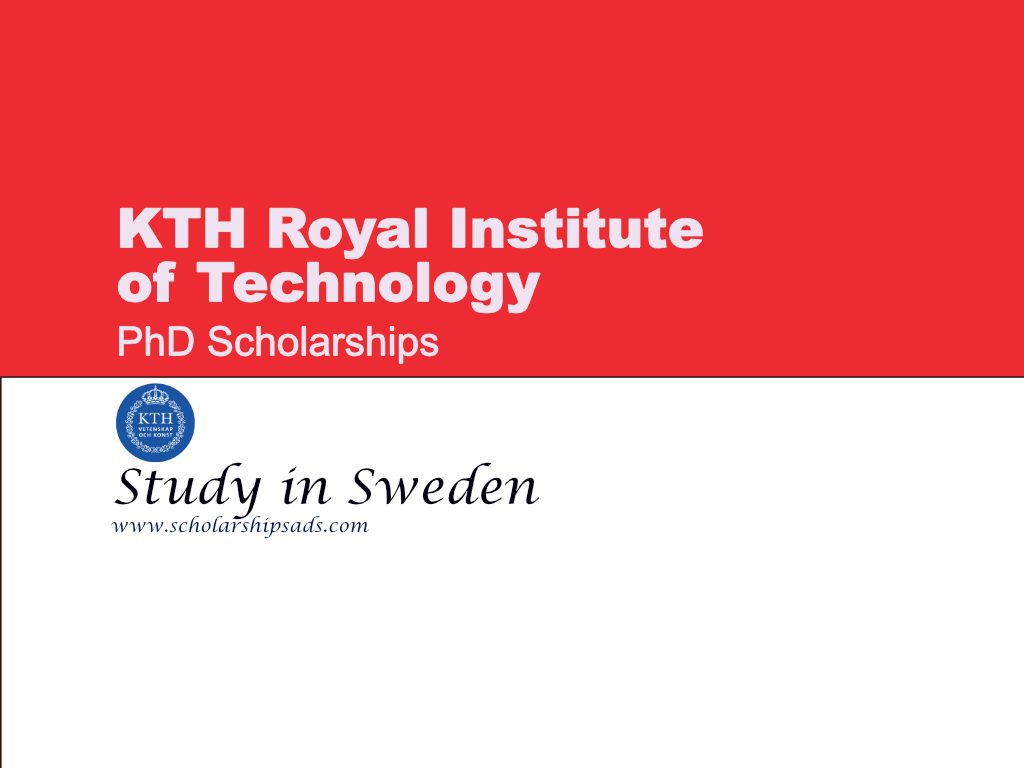 KTH Royal Institute
of Technology
PhD Scholarships
KTH
VETENSKAP
OCH KONST
Study in Sweden
www.scholarshipsads.com